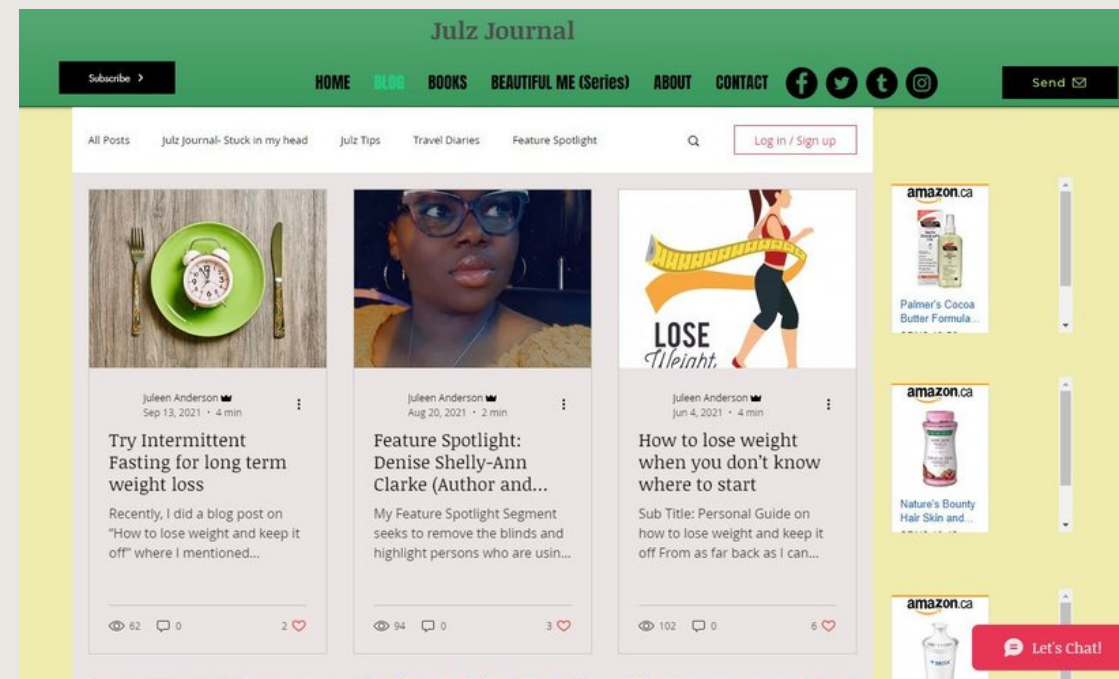 Julz Journal
Subscribe >
HOME BLOG BOOKS BEAUTIFUL ME (Series) ABOUT CONTACT
Send
All Posts Julz Journal- Stuck in my head Julz Tips Travel Diaries Feature Spotlight
Log in / Sign up
LOSE
Weight
Juleen Anderson
Sep 13, 2021 • 4 min
Try Intermittent
Fasting for long term
weight loss
Recently, I did a blog post on
"How to lose weight and keep it
off" where I mentioned...
62 0 2
Juleen Anderson
Aug 20, 2021 • 2 min
Feature Spotlight:
Denise Shelly-Ann
Clarke (Author and...
My Feature Spotlight Segment
seeks to remove the blinds and
highlight persons who are usin...
94 0 3
Juleen Anderson
Jun 4, 2021 • 4 min
How to lose weight
when you don't know
where to start
Sub Title: Personal Guide on
how to lose weight and keep it
off From as far back as I can...
102 0 6
amazon.ca
Palmer's Cocoa
Butter Formula...
amazon.ca
Nature's Bounty
Hair Skin and...
amazon.ca
Let's Chat!